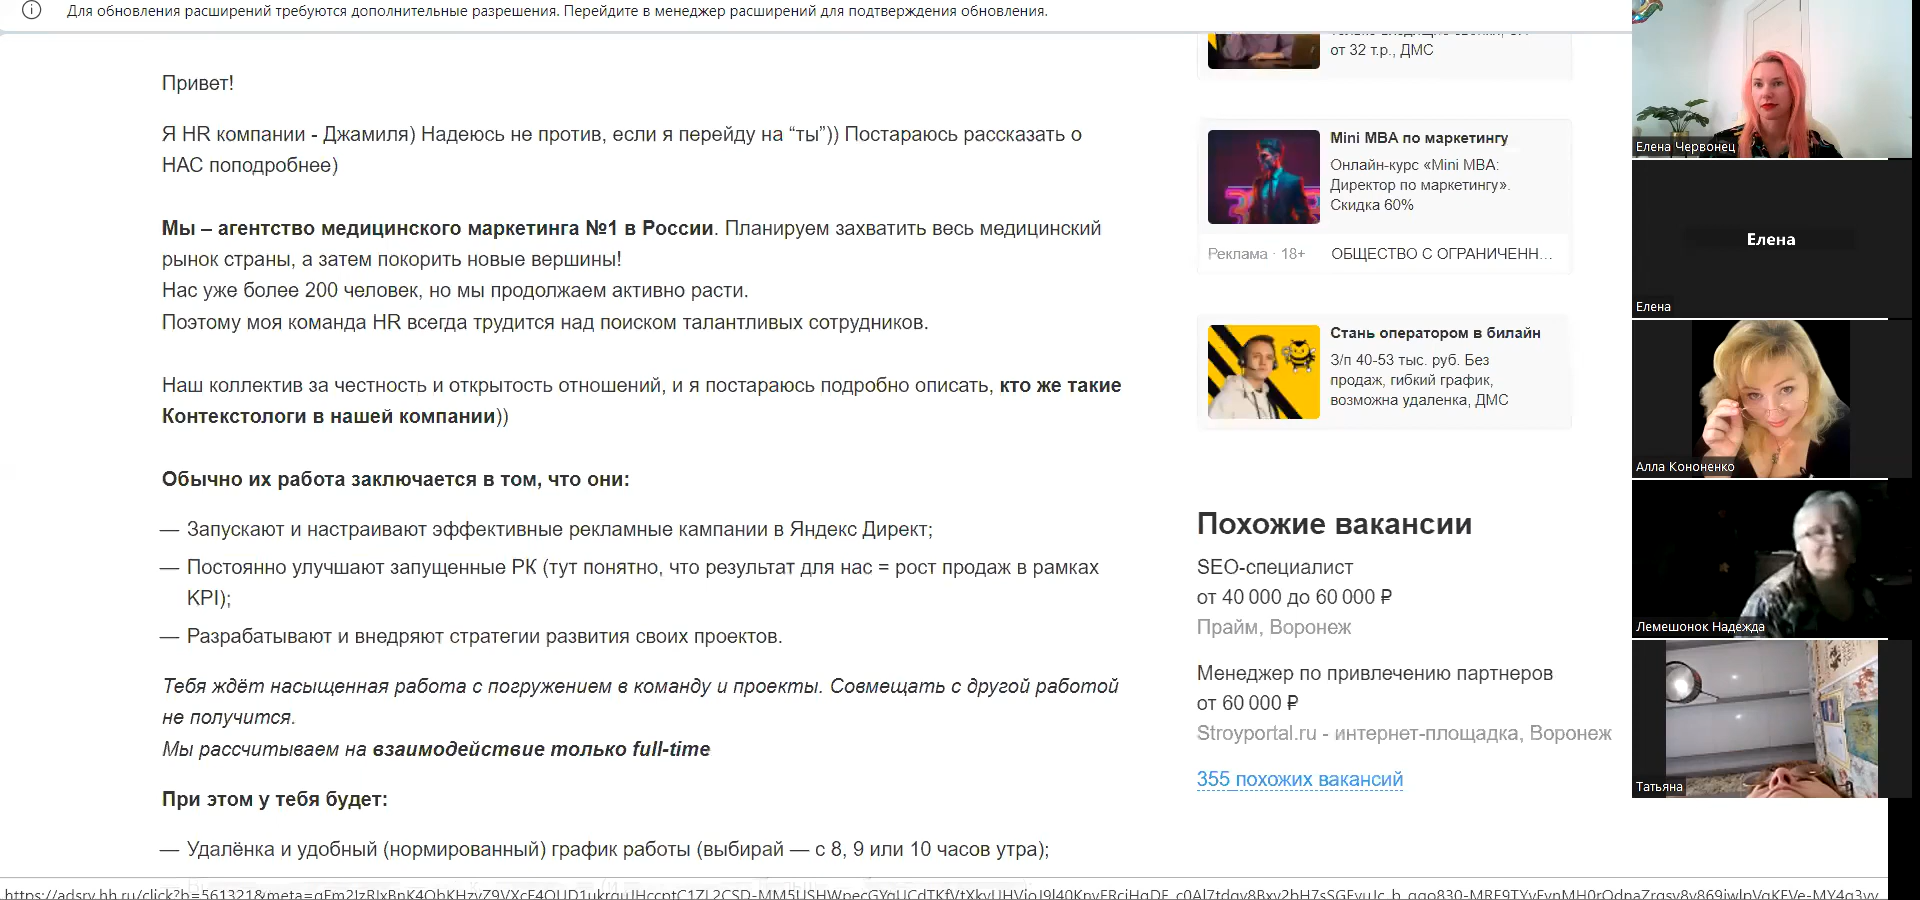 Для обновления расширений требуются дополнительные разрешения. Перейдите в менеджер расширений для подтверждения обновления.
Привет!
Я HR компании - Джамиля) Надеюсь не против, если я перейду на “ты”)) Постараюсь рассказать о
НАС поподробнее)
Мы – агентство медицинского маркетинга №1 в России. Планируем захватить весь медицинский
рынок страны, а затем покорить новые вершины!
Нас уже более 200 человек, но мы продолжаем активно расти.
Поэтому моя команда HR всегда трудится над поиском талантливых сотрудников.
Наш коллектив за честность и открытость отношений, и я постараюсь подробно описать, кто же такие
Контекстологи в нашей компании))
Обычно их работа заключается в том, что они:
— Запускают и настраивают эффективные рекламные кампании в Яндекс Директ;
— Постоянно улучшают запущенные РК (тут понятно, что результат для нас = рост продаж в рамках
KPI);
— Разрабатывают и внедряют стратегии развития своих проектов.
Тебя ждёт насыщенная работа с погружением в команду и проекты. Совмещать с другой работой
не получится.
Мы рассчитываем на взаимодействие только full-time
При этом у тебя будет:
— Удалёнка и удобный (нормированный) график работы (выбирай — с 8, 9 или 10 часов утра);
от 32 т.р., ДМС
Mini MBA по маркетингу
Онлайн-курс «Mini MBA:
Директор по маркетингу».
Скидка 60%
Реклама · 18+ ОБЩЕСТВО С ОГРАНИЧЕНН...
Стань оператором в билайн
З/п 40-53 тыс. руб. Без
продаж, гибкий график,
возможна удаленка, ДМС
Похожие вакансии
SEO-специалист
от 40 000 до 60 000 ₽
Прайм, Воронеж
Менеджер по привлечению партнеров
от 60 000 ₽
Stroyportal.ru - интернет-площадка, Воронеж
355 похожих вакансий
Елена Червонец
Елена
Елена
Алла Кононенко
Лемешонок Надежда
Татьяна